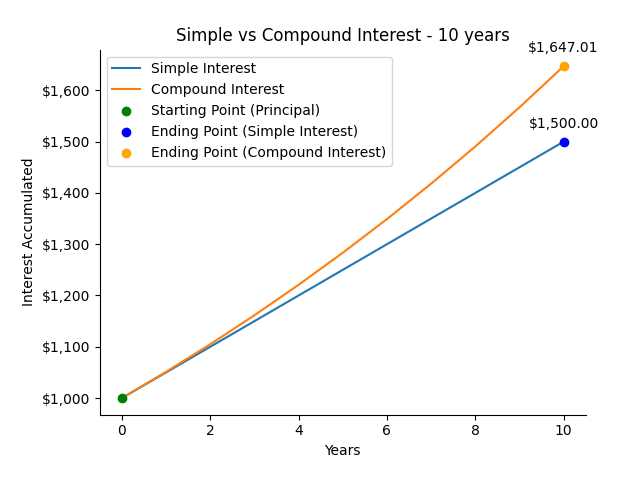 Simple vs Compound Interest - 10 years
$1,647.01
Simple Interest
Compound Interest
Starting Point (Principal)
Ending Point (Simple Interest)
Ending Point (Compound Interest)
$1,500.00
$1,600
$1,500
$1,400
$1,300
$1,200
$1,100
$1,000
Interest Accumulated
0 2 4 6 8 10
Years